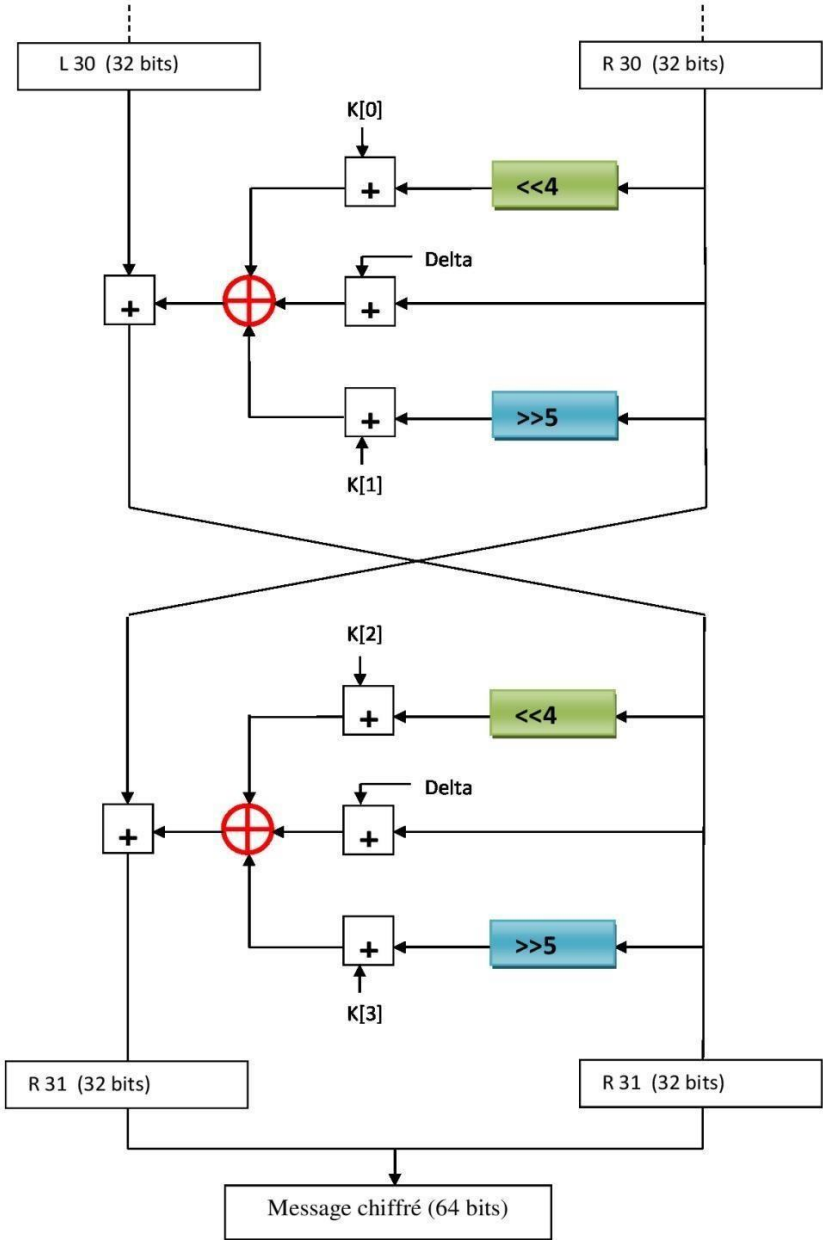 L 30 (32 bits)
R 30 (32 bits)
K[0]
<<4
+
Delta
+
+
>>5
+
K[1]
K[2]
<<4
+
Delta
+
+
>>5
+
K[3]
R 31 (32 bits)
R 31 (32 bits)
Message chiffré (64 bits)